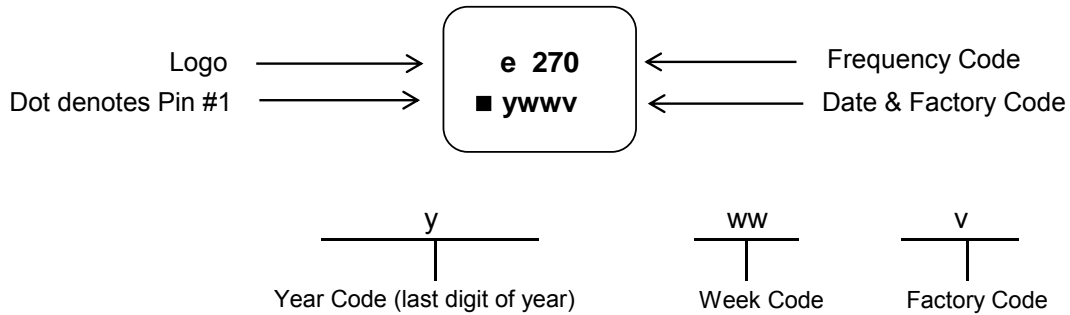 Logo e 270 Frequency Code
Dot denotes Pin #1 ■ ywwv Date & Factory Code
y ww v
Year Code (last digit of year) Week Code Factory Code